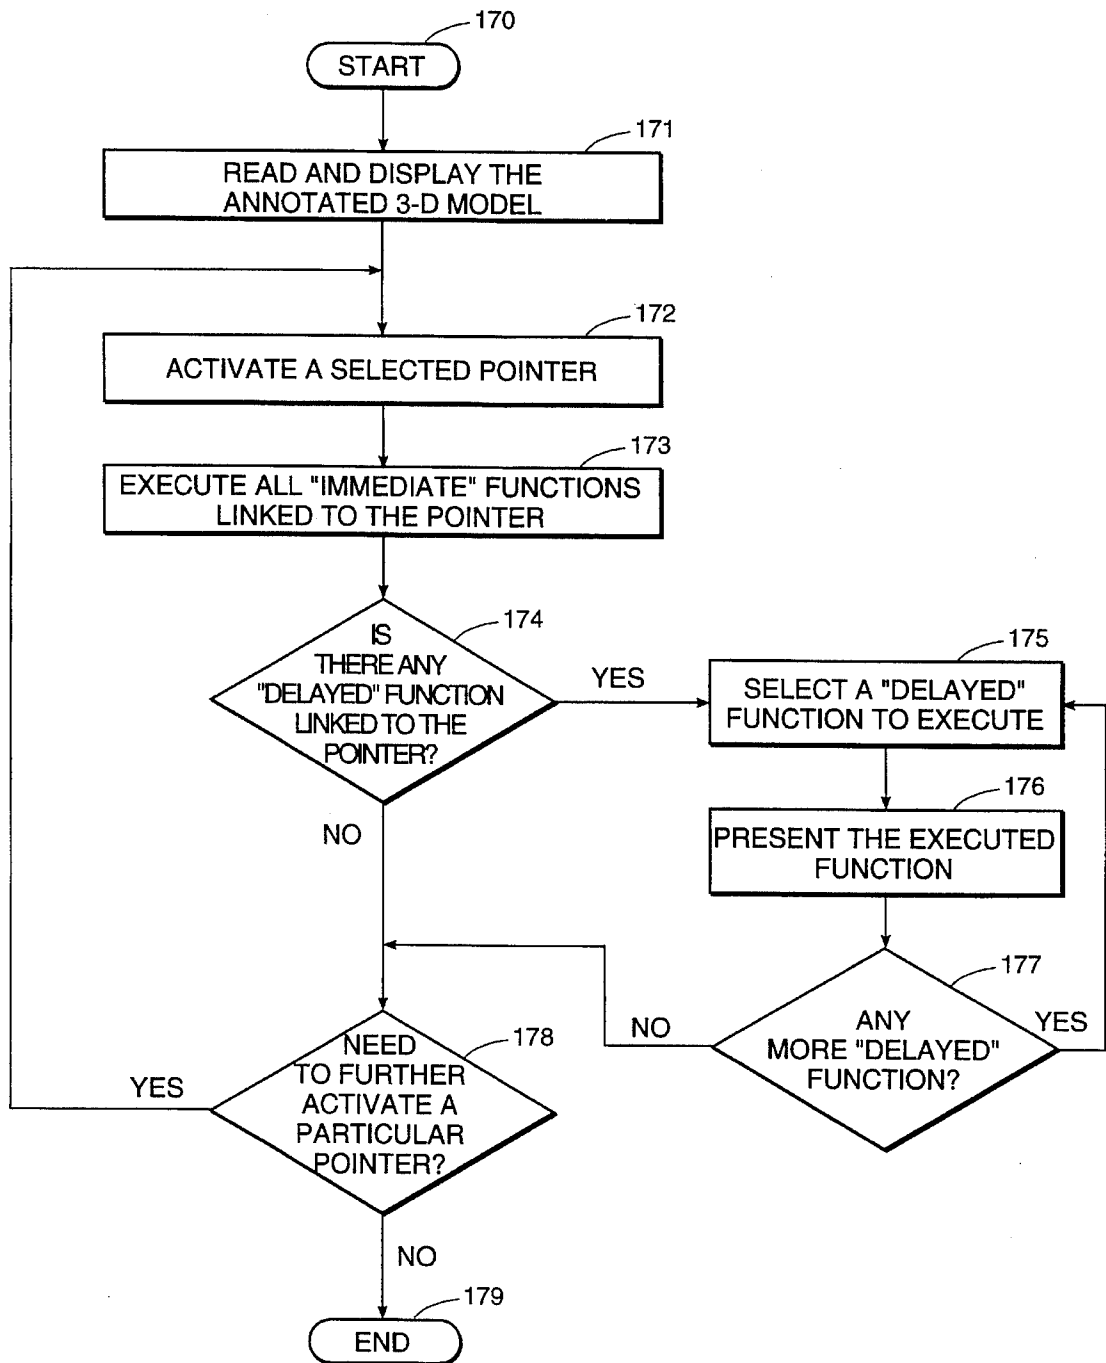 170
START
171
READ AND DISPLAY THE
ANNOTATED 3-D MODEL
172
ACTIVATE A SELECTED POINTER
173
EXECUTE ALL "IMMEDIATE" FUNCTIONS
LINKED TO THE POINTER
174
IS
THERE ANY
"DELAYED" FUNCTION
LINKED TO THE
POINTER?
YES
NO
175
SELECT A "DELAYED"
FUNCTION TO EXECUTE
176
PRESENT THE EXECUTED
FUNCTION
177
ANY
MORE "DELAYED"
FUNCTION?
YES
NO
178
NEED
TO FURTHER
ACTIVATE A
PARTICULAR
POINTER?
YES
NO
179
END